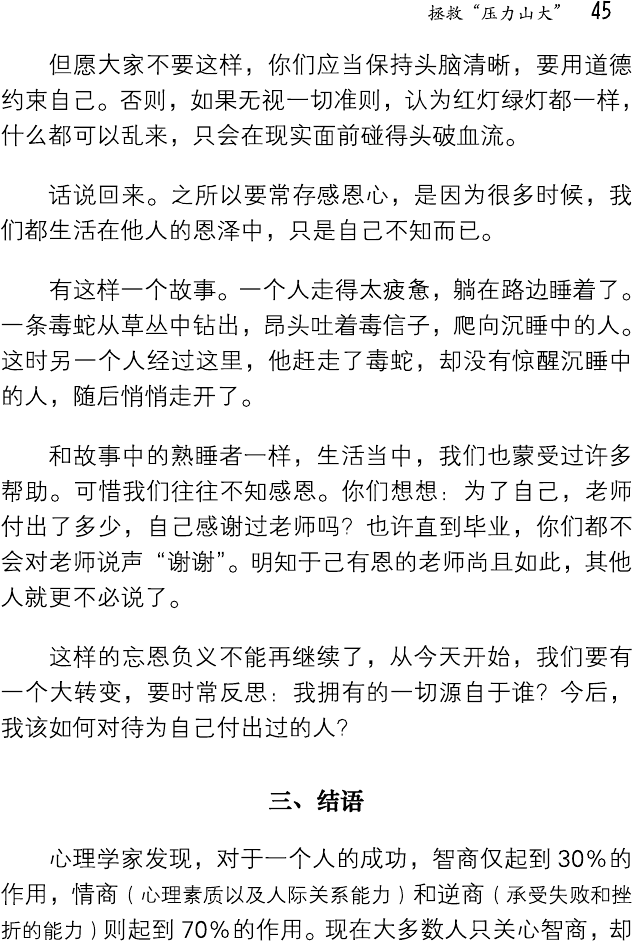 拯救“压力山大” 45
但愿大家不要这样，你们应当保持头脑清晰，要用道德
约束自己。否则，如果无视一切准则，认为红灯绿灯都一样，
什么都可以乱来，只会在现实面前碰得头破血流。
话说回来。之所以要常存感恩心，是因为很多时候，我
们都生活在他人的恩泽中，只是自己不知而已。
有这样一个故事。一个人走得太疲惫，躺在路边睡着了。
一条毒蛇从草丛中钻出，昂头吐着毒信子，爬向沉睡中的人。
这时另一个人经过这里，他赶走了毒蛇，却没有惊醒沉睡中
的人，随后悄悄走开了。
和故事中的熟睡者一样，生活当中，我们也蒙受过许多
帮助。可惜我们往往不知感恩。你们想想：为了自己，老师
付出了多少，自己感谢过老师吗？也许直到毕业，你们都不
会对老师说声“谢谢”。明知于己有恩的老师尚且如此，其他
人就更不必说了。
这样的忘恩负义不能再继续了，从今天开始，我们要有
一个大转变，要时常反思：我拥有的一切源自于谁？今后，
我该如何对待为自己付出过的人？
三、结语
心理学家发现，对于一个人的成功，智商仅起到30%的
作用，情商（心理素质以及人际关系能力）和逆商（承受失败和挫
折的能力）则起到70%的作用。现在大多数人只关心智商，却